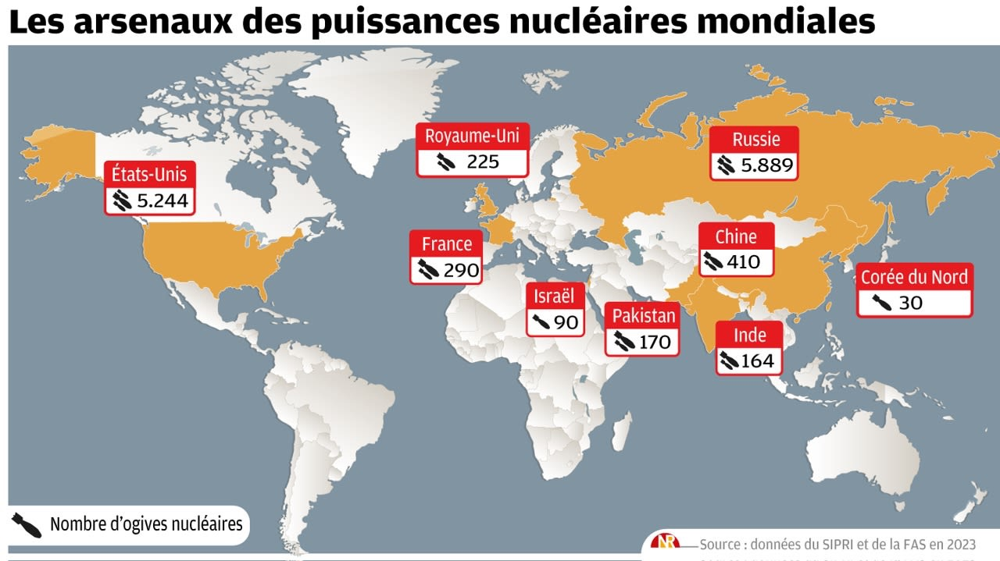 Les arsenaux des puissances nucléaires mondiales
Royaume-Uni
225
Russie
5.889
États-Unis
5.244
Chine
410
France
290
Corée du Nord
30
Israël
90
Pakistan
170
Inde
164
Nombre d’ogives nucléaires
NR
Source : données du SIPRI et de la FAS en 2023